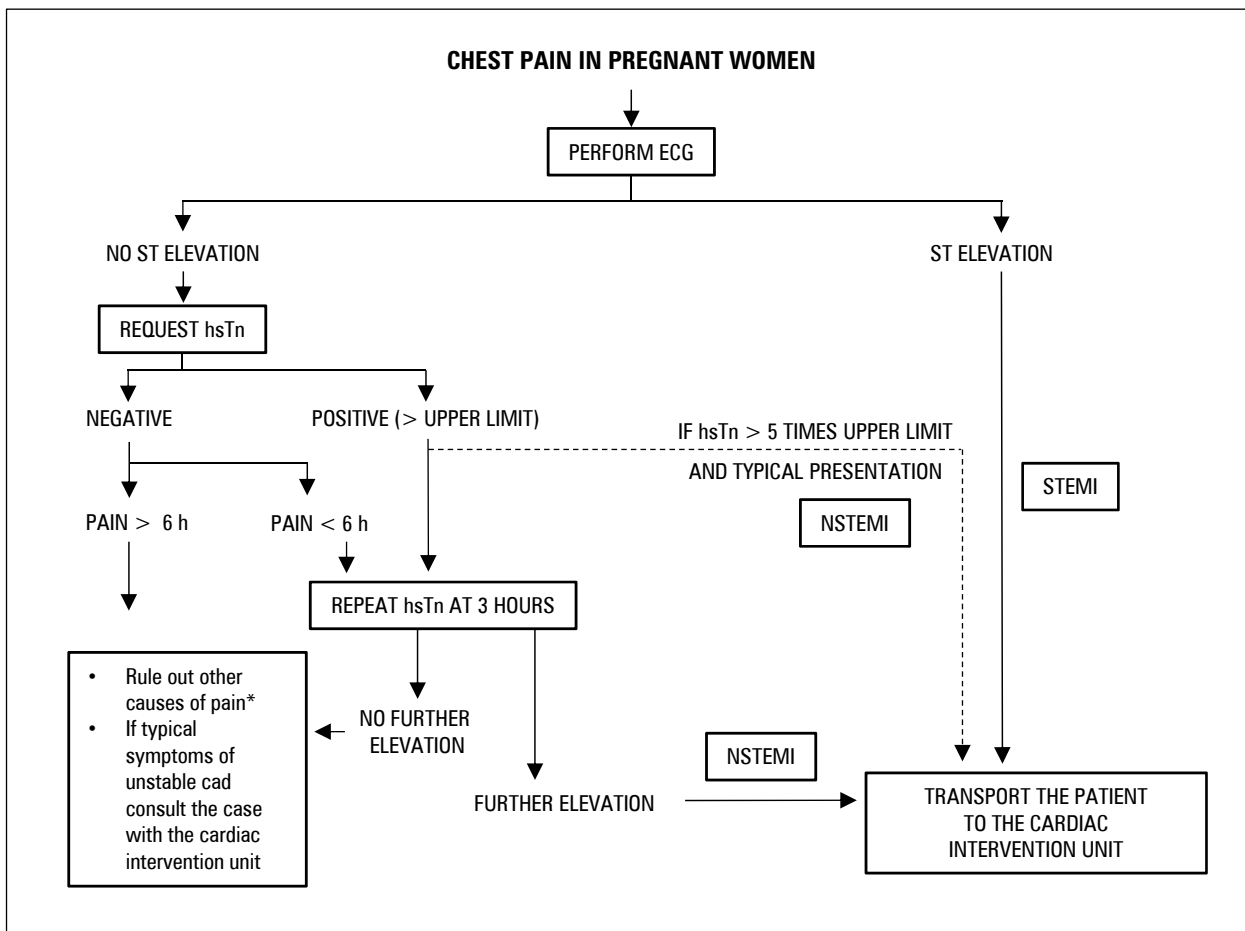 CHEST PAIN IN PREGNANT WOMEN
PERFORM ECG
NO ST ELEVATION
ST ELEVATION
REQUEST hsTn
NEGATIVE
POSITIVE (> UPPER LIMIT)
IF hsTn > 5 TIMES UPPER LIMIT
AND TYPICAL PRESENTATION
STEMI
NSTEMI
PAIN > 6 h
PAIN < 6 h
REPEAT hsTn AT 3 HOURS
• Rule out other
causes of pain*
• If typical
symptoms of
unstable cad
consult the case
with the cardiac
intervention unit
NO FURTHER
ELEVATION
FURTHER ELEVATION
NSTEMI
TRANSPORT THE PATIENT
TO THE CARDIAC
INTERVENTION UNIT